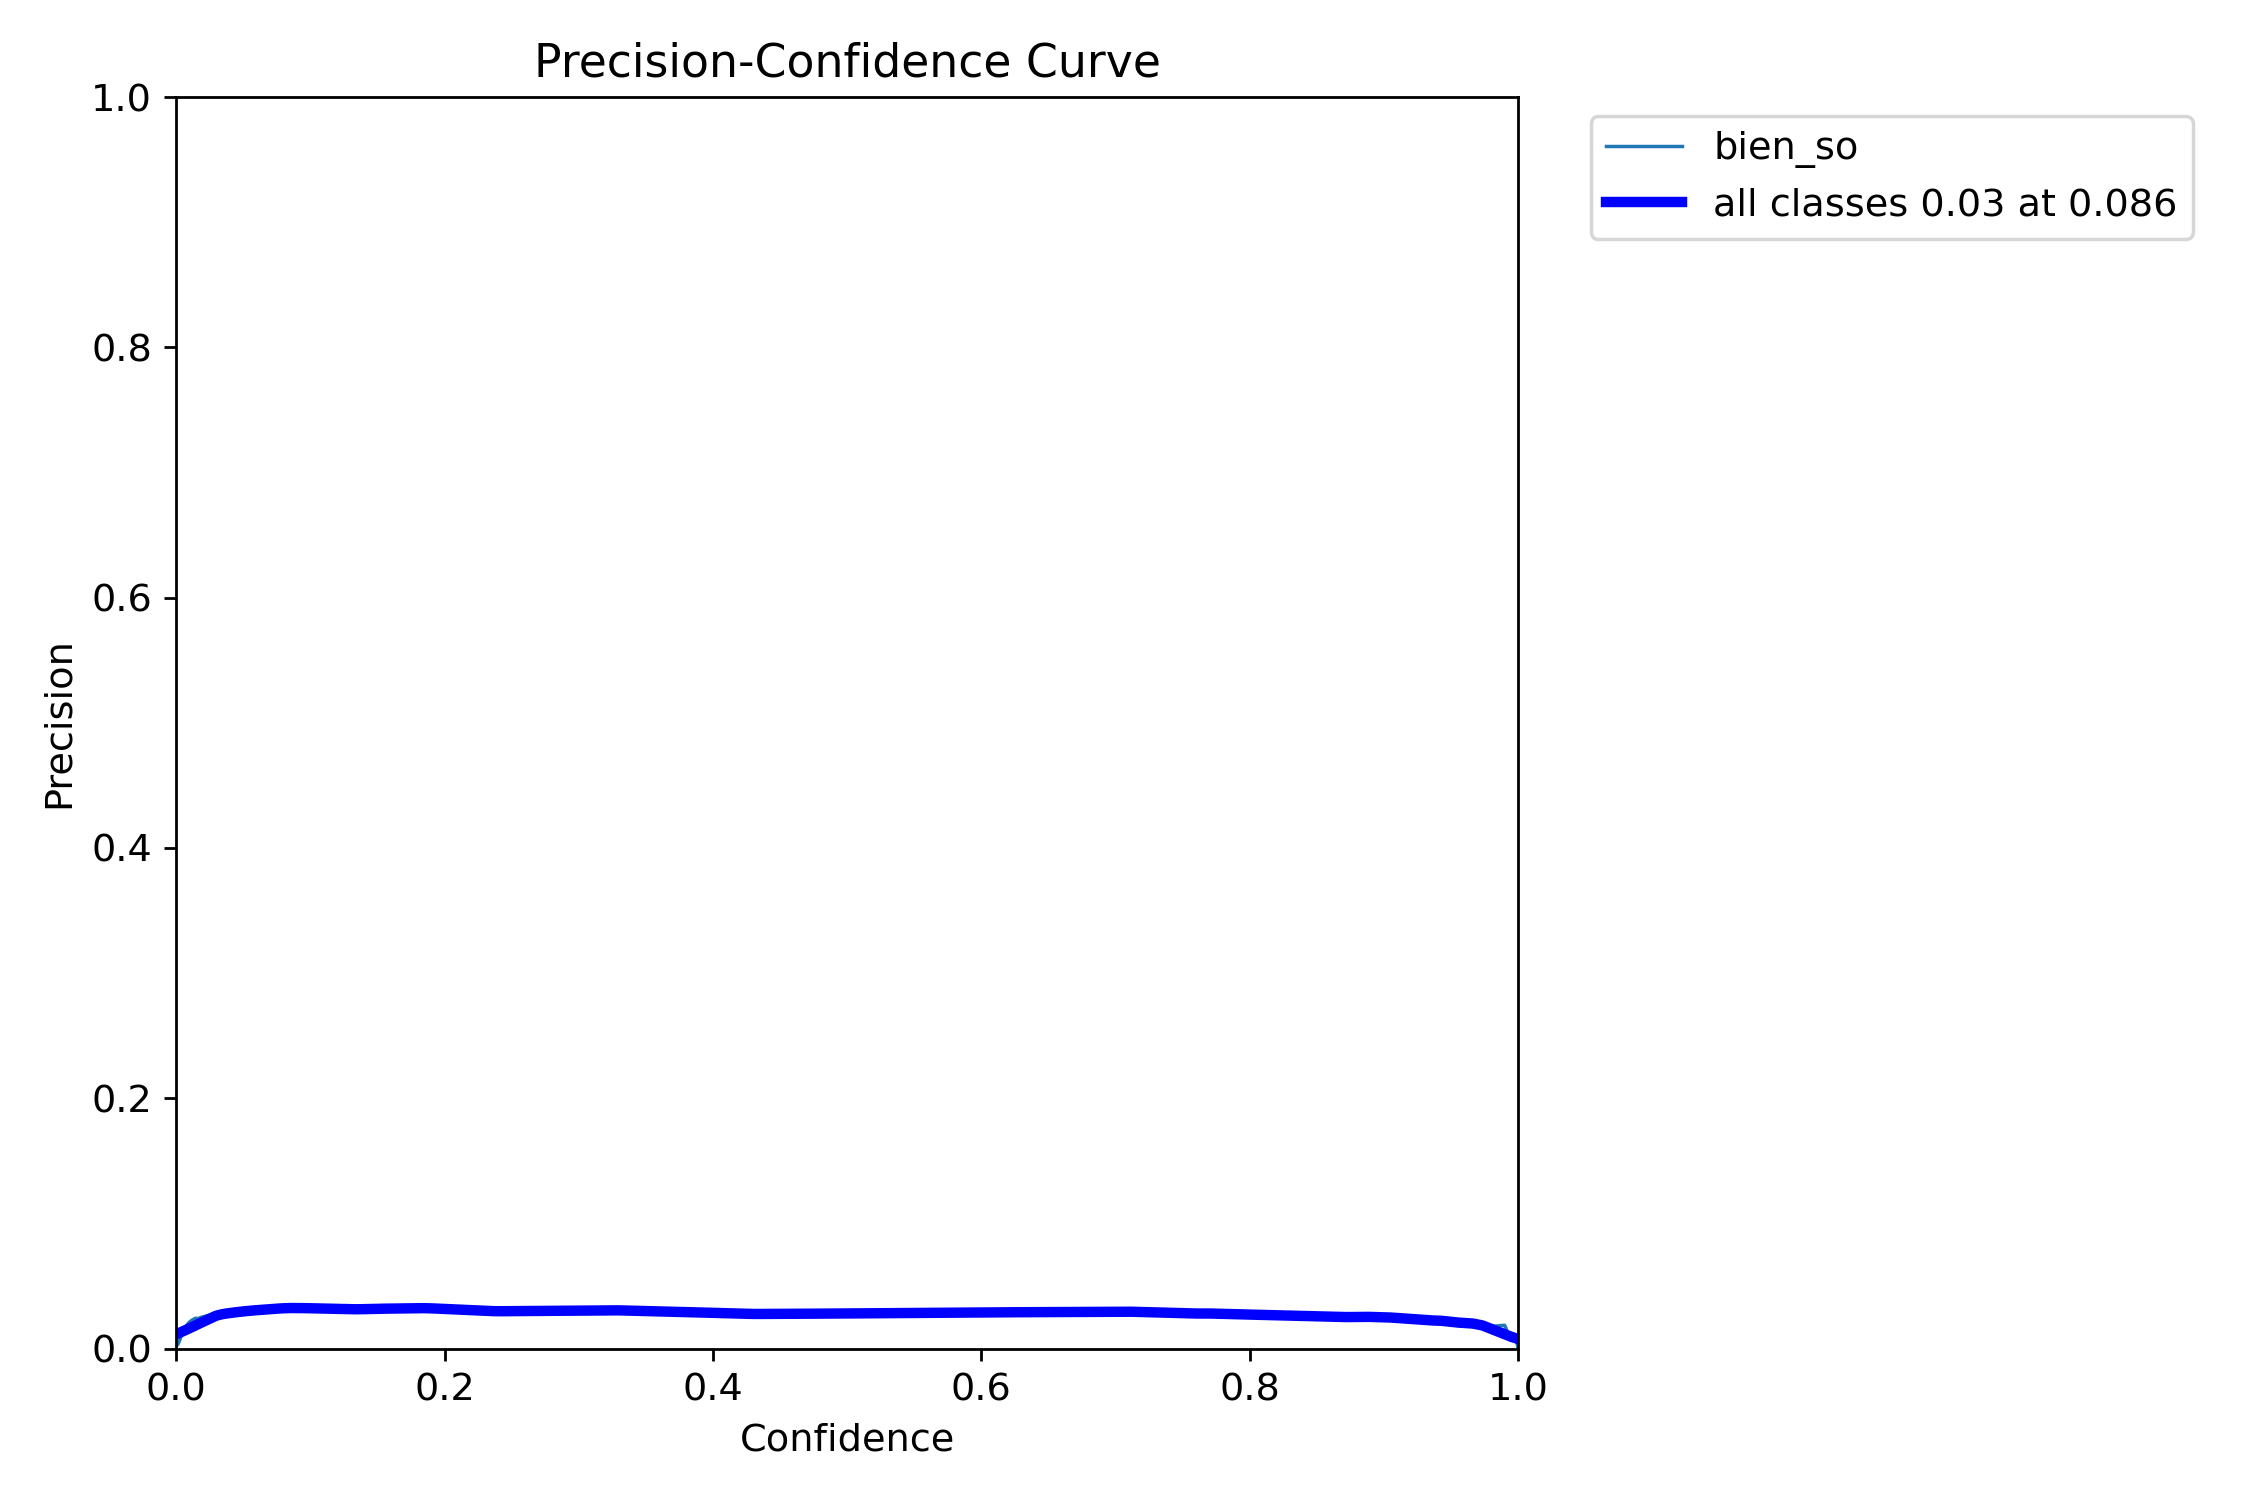 Precision-Confidence Curve
1.0
0.8
0.6
0.4
0.2
0.0
Precision
0.0 0.2 0.4 0.6 0.8 1.0
Confidence
bien_so
all classes 0.03 at 0.086